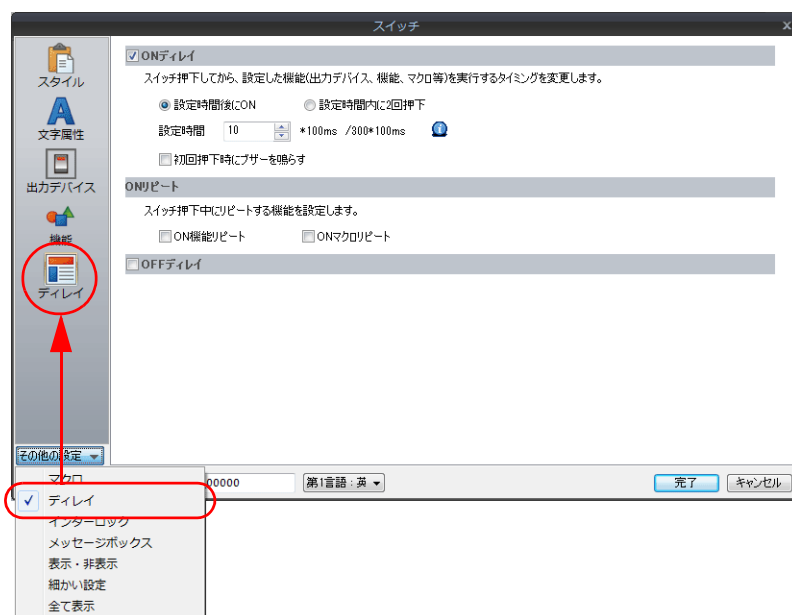 スイッチ
X
スタイル
文字属性
出力デバイス
機能
ディレイ
その他の設定
ONディレイ
スイッチ押下してから、設定した機能(出力デバイス、機能、マクロ等)を実行するタイミングを変更します。
設定時間後にON
設定時間内に2回押下
設定時間 10 *100ms /300*100ms
初回押下時にブザーを鳴らす
ONリピート
スイッチ押下中にリピートする機能を設定します。
ON機能リピート
ONマクロリピート
OFFディレイ
00000
第1言語:英
完了
キャンセル
マクロ
ディレイ
インターロック
メッセージボックス
表示・非表示
細かい設定
全て表示